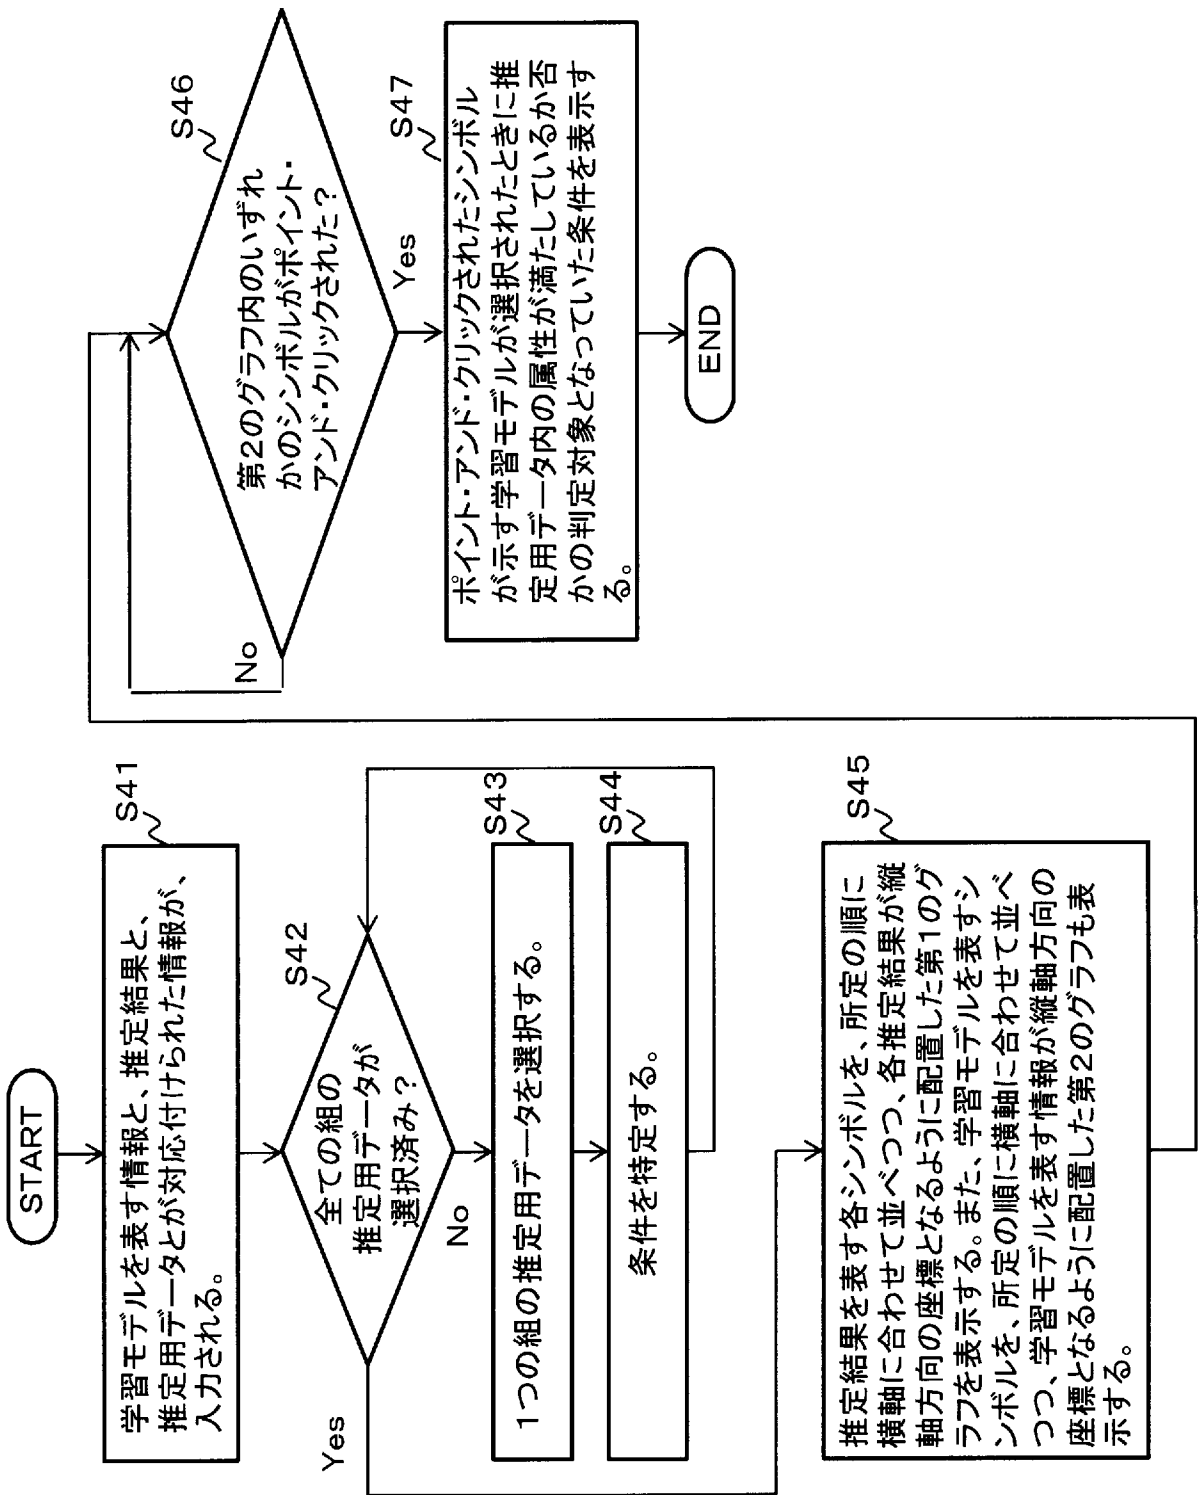 START
学習モデルを表す情報と、推定結果と、
推定用データとが対応付けられた情報が、
入力される。
S41
全ての組の
推定用データが
選択済み？
S42
Yes
No
1つの組の推定用データを選択する。
S43
条件を特定する。
S44
推定結果を表す各シンボルを、所定の順に
横軸に合わせて並べつつ、各推定結果が縦
軸方向の座標となるように配置した第1のグ
ラフを表示する。また、学習モデルを表すシ
ンボルを、所定の順に横軸に合わせて並べ
つつ、学習モデルを表す情報が縦軸方向の
座標となるように配置した第2のグラフも表
示する。
S45
第2のグラフ内のいずれ
かのシンボルがポイント・
アンド・クリックされた？
S46
No
Yes
ポイント・アンド・クリックされたシンボル
が示す学習モデルが選択されたときに推
定用データ内の属性が満たしているか否
かの判定対象となっていた条件を表示す
る。
S47
END